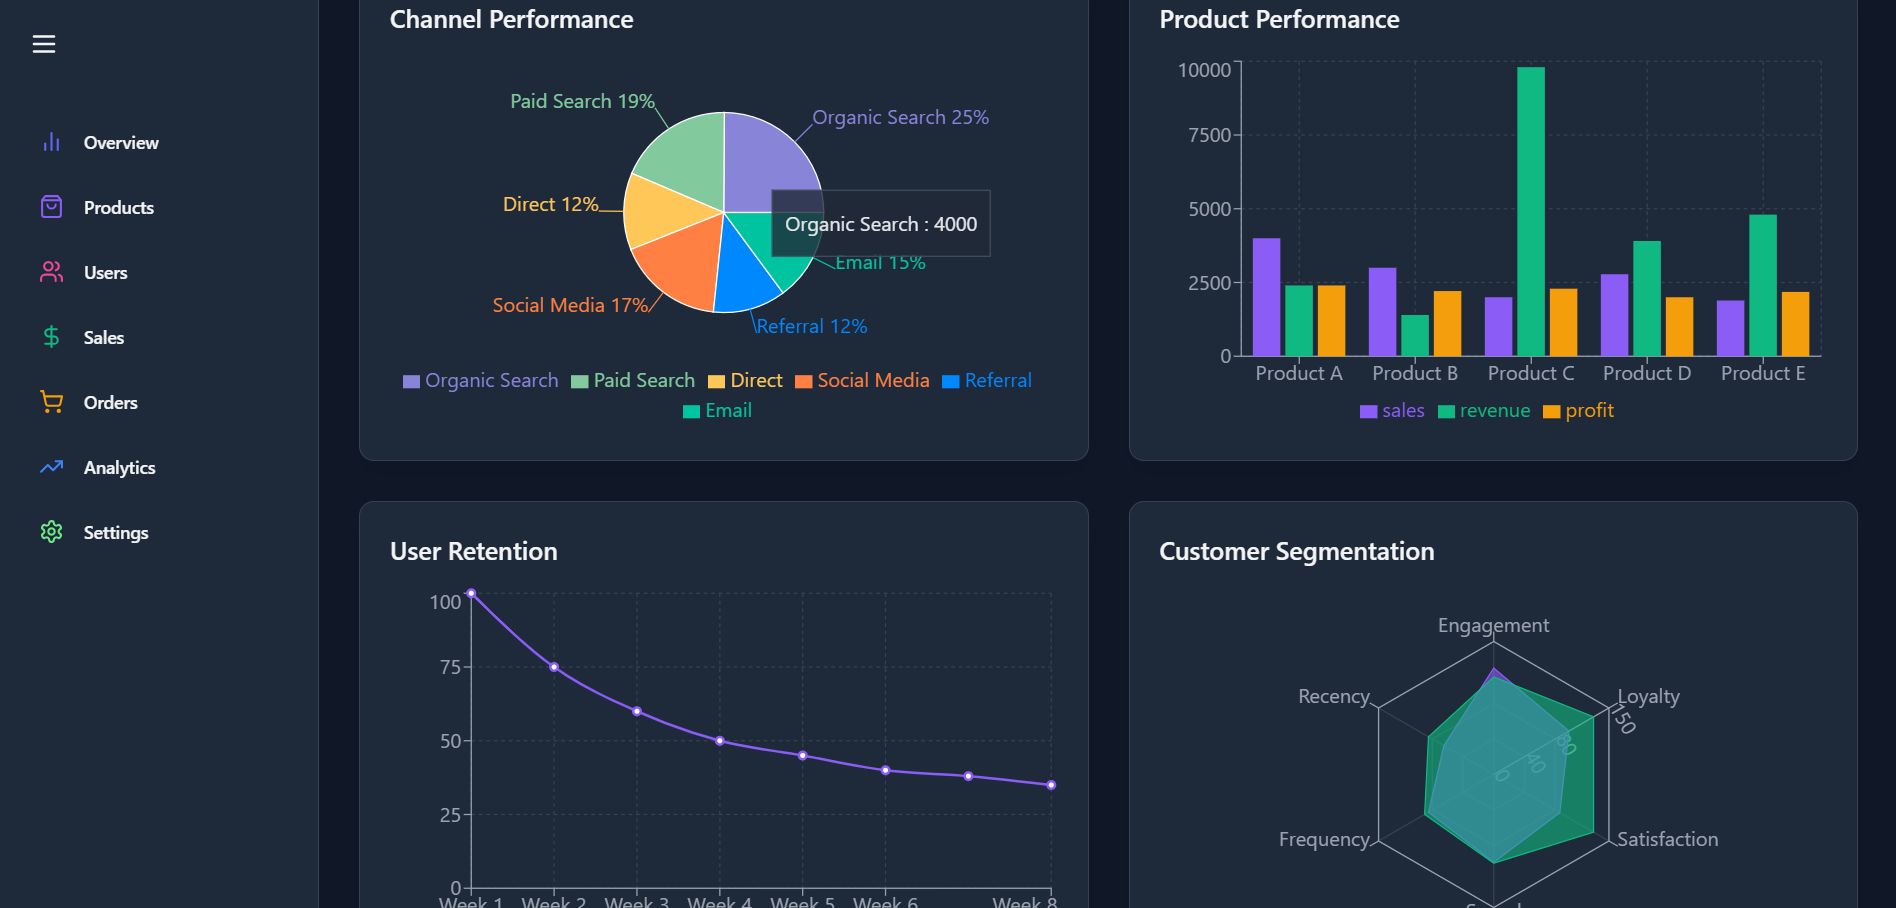 Overview
Products
Users
Sales
Orders
Analytics
Settings
Channel Performance
Paid Search 19%
Organic Search 25%
Direct 12%
Organic Search : 4000
Email 15%
Social Media 17%
Referral 12%
Organic Search Paid Search Direct Social Media Referral
Email
Product Performance
10000
7500
5000
2500
0
Product A Product B Product C Product D Product E
sales revenue profit
User Retention
100
75
50
25
0
Week 1 Week 2 Week 3 Week 4 Week 5 Week 6 Week 8
Customer Segmentation
Engagement
Recency
Loyalty
150
80
40
0
Frequency
Satisfaction